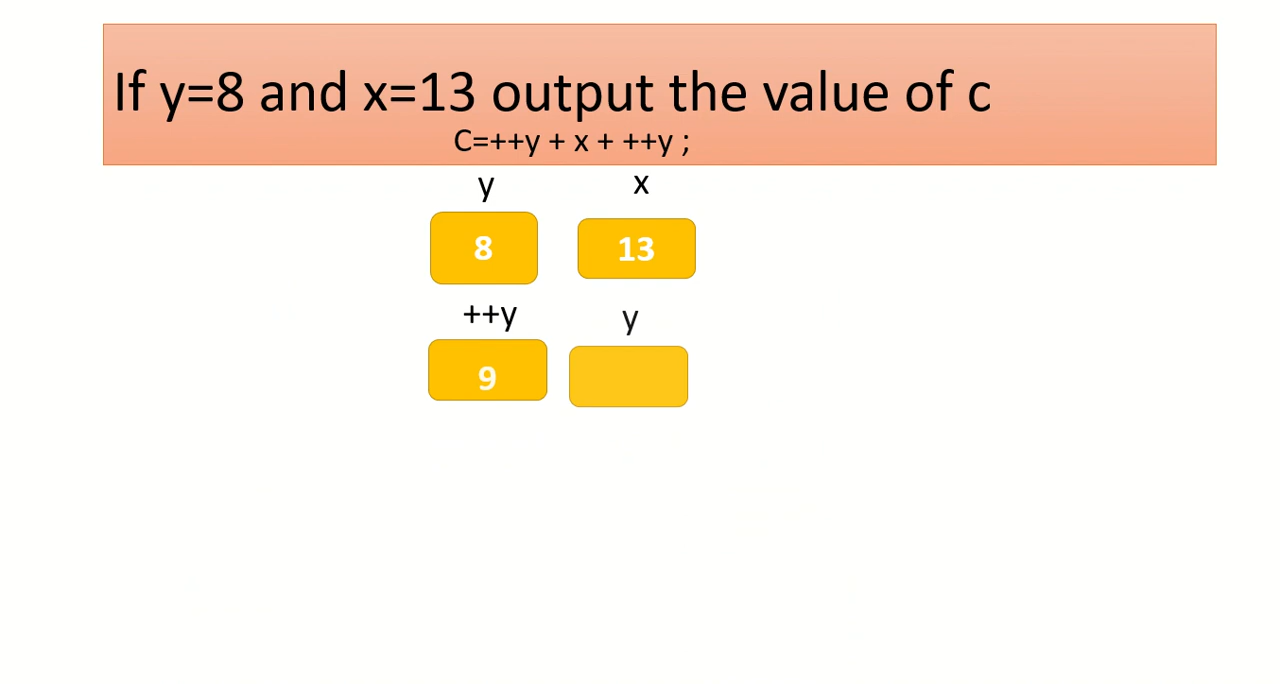 If y=8 and x=13 output the value of c
C=++y + x + ++y ;
y x
8 13
++y y
9